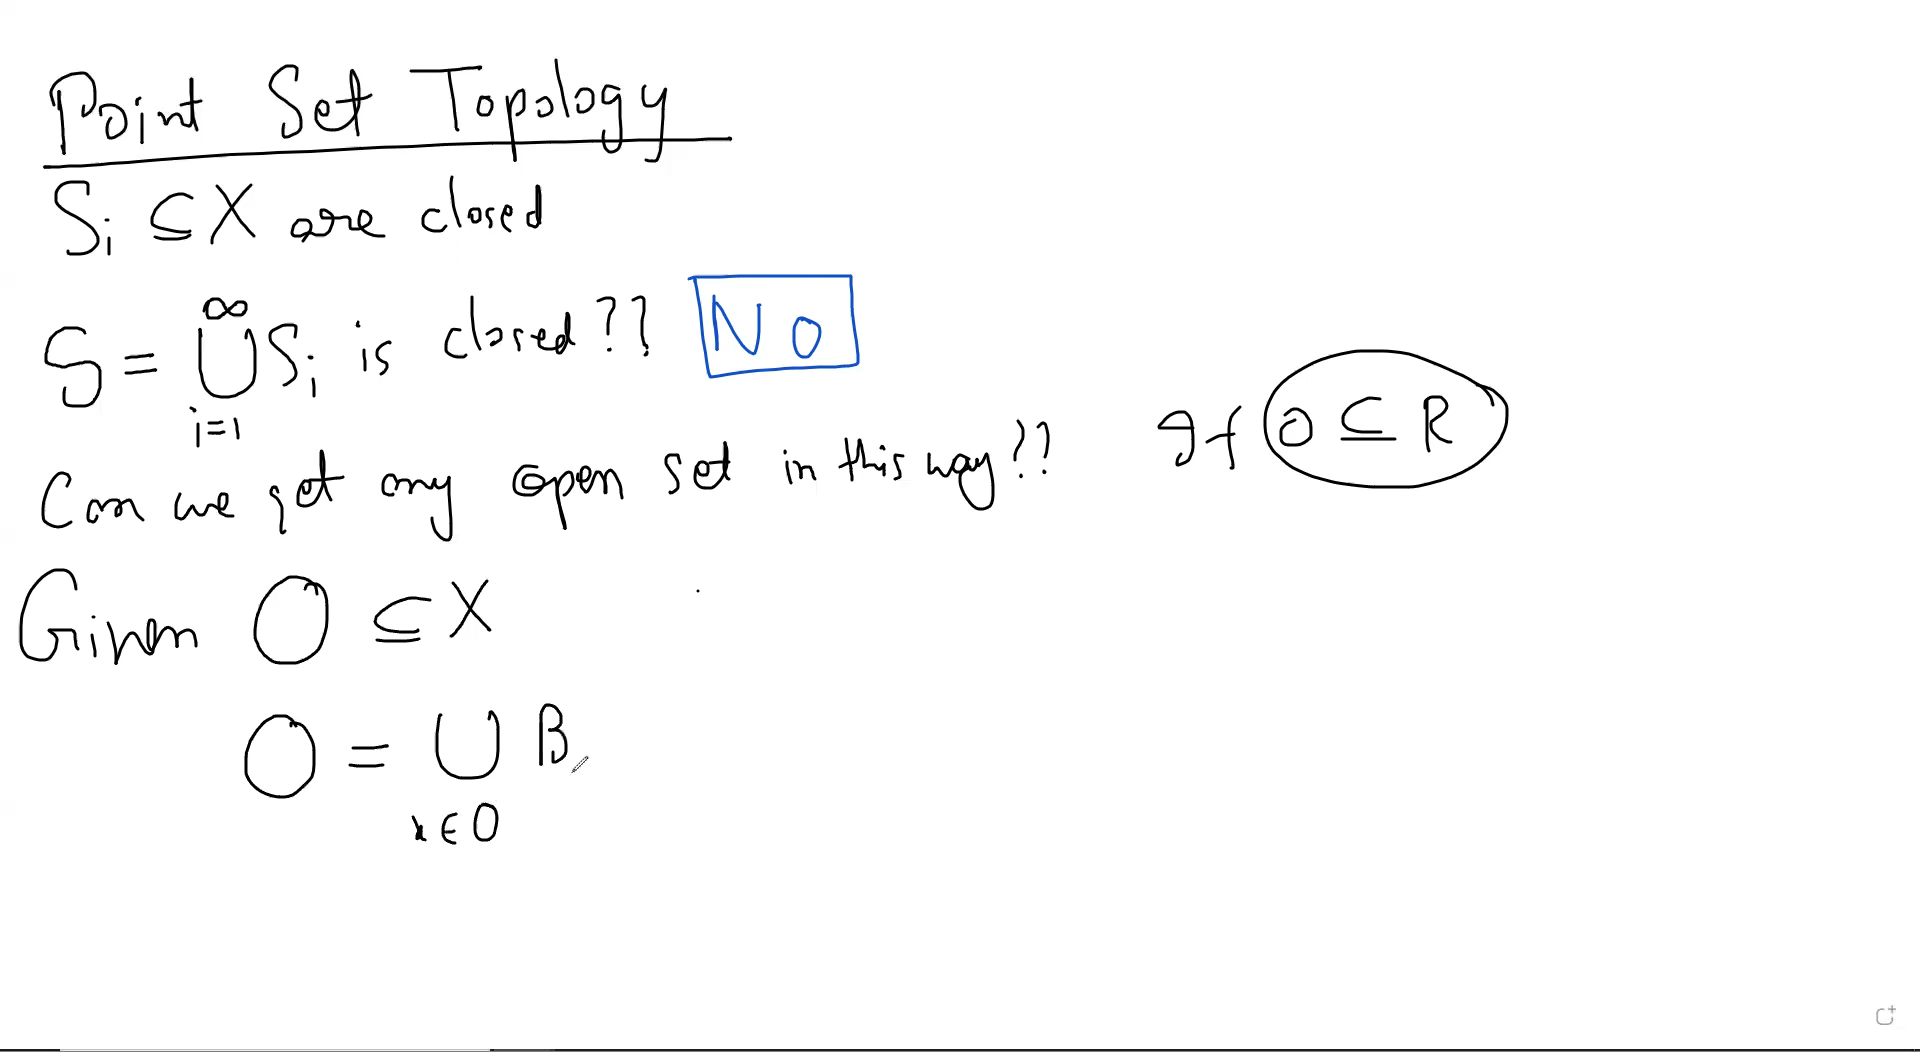 Point Set Topology
Si ⊆ X are closed
S = ∞ ⋃ i=1 Si is closed?? No
Can we get any open set in this way??
If O ⊆ R
Given O ⊆ X
O = ⋃ x∈O B